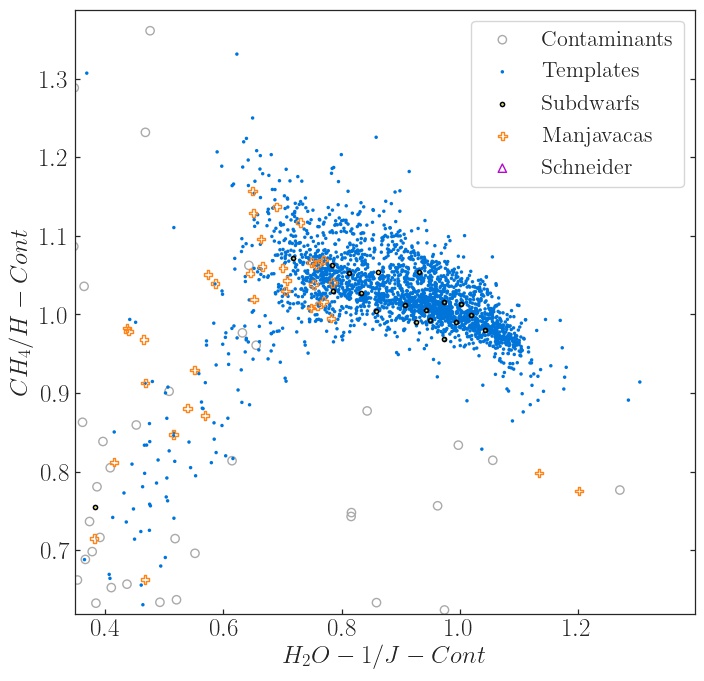 Contaminants
Templates
Subdwarfs
Manjavacas
Schneider
1.3
1.2
1.1
1.0
0.9
0.8
0.7
CH₄/H − Cont
0.4 0.6 0.8 1.0 1.2
H₂O − 1/J − Cont